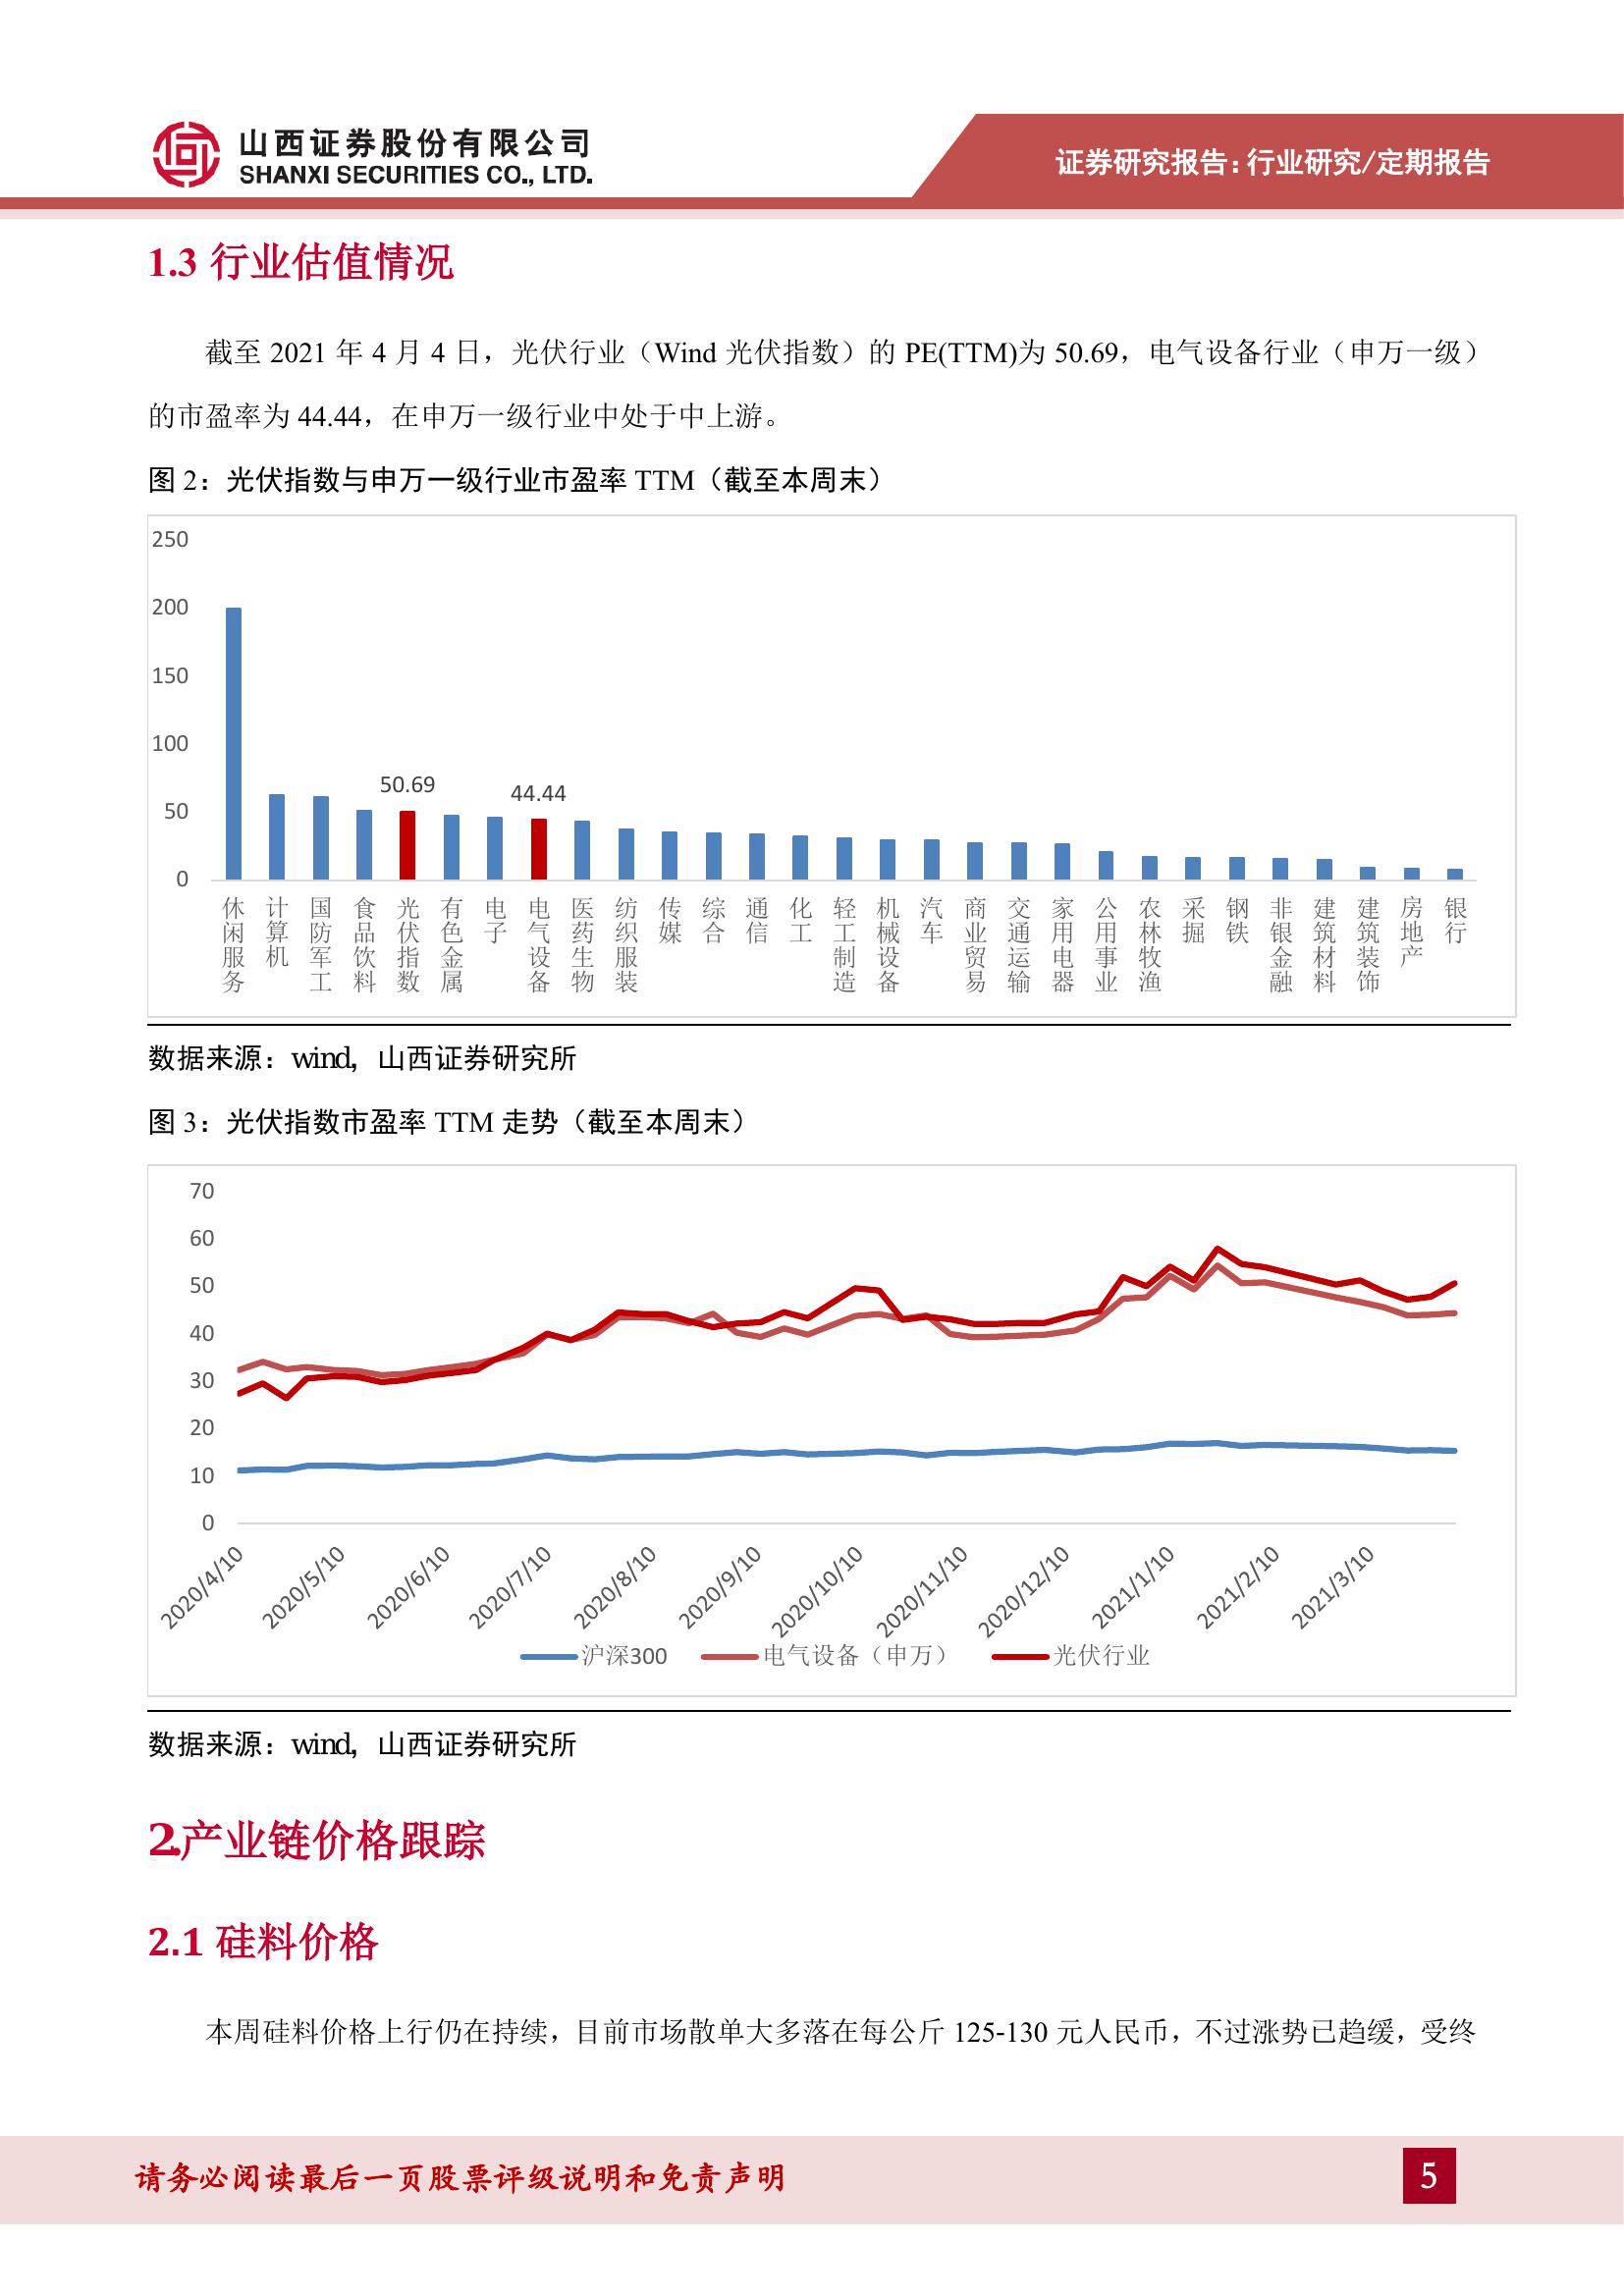 山西证券股份有限公司
SHANXI SECURITIES CO., LTD.
证券研究报告：行业研究/定期报告
1.3 行业估值情况
截至 2021 年 4 月 4 日，光伏行业（Wind 光伏指数）的 PE(TTM)为 50.69，电气设备行业（申万一级）
的市盈率为 44.44，在申万一级行业中处于中上游。
图 2：光伏指数与申万一级行业市盈率 TTM（截至本周末）
250
200
150
100
50
0
50.69
44.44
休闲服务
计算机
国防军工
食品饮料
光伏指数
有色金属
电子
电气设备
医药生物
纺织服装
传媒
综合
通信
化工
轻工制造
机械设备
汽车
商业贸易
交通运输
家用电器
公用事业
农林牧渔
采掘
钢铁
非银金融
建筑材料
建筑装饰
房地产
银行
数据来源：wind，山西证券研究所
图 3：光伏指数市盈率 TTM 走势（截至本周末）
70
60
50
40
30
20
10
0
2020/4/10
2020/5/10
2020/6/10
2020/7/10
2020/8/10
2020/9/10
2020/10/10
2020/11/10
2020/12/10
2021/1/10
2021/2/10
2021/3/10
沪深300
电气设备（申万）
光伏行业
数据来源：wind，山西证券研究所
2.产业链价格跟踪
2.1 硅料价格
本周硅料价格上行仍在持续，目前市场散单大多落在每公斤 125-130 元人民币，不过涨势已趋缓，受终
请务必阅读最后一页股票评级说明和免责声明
5